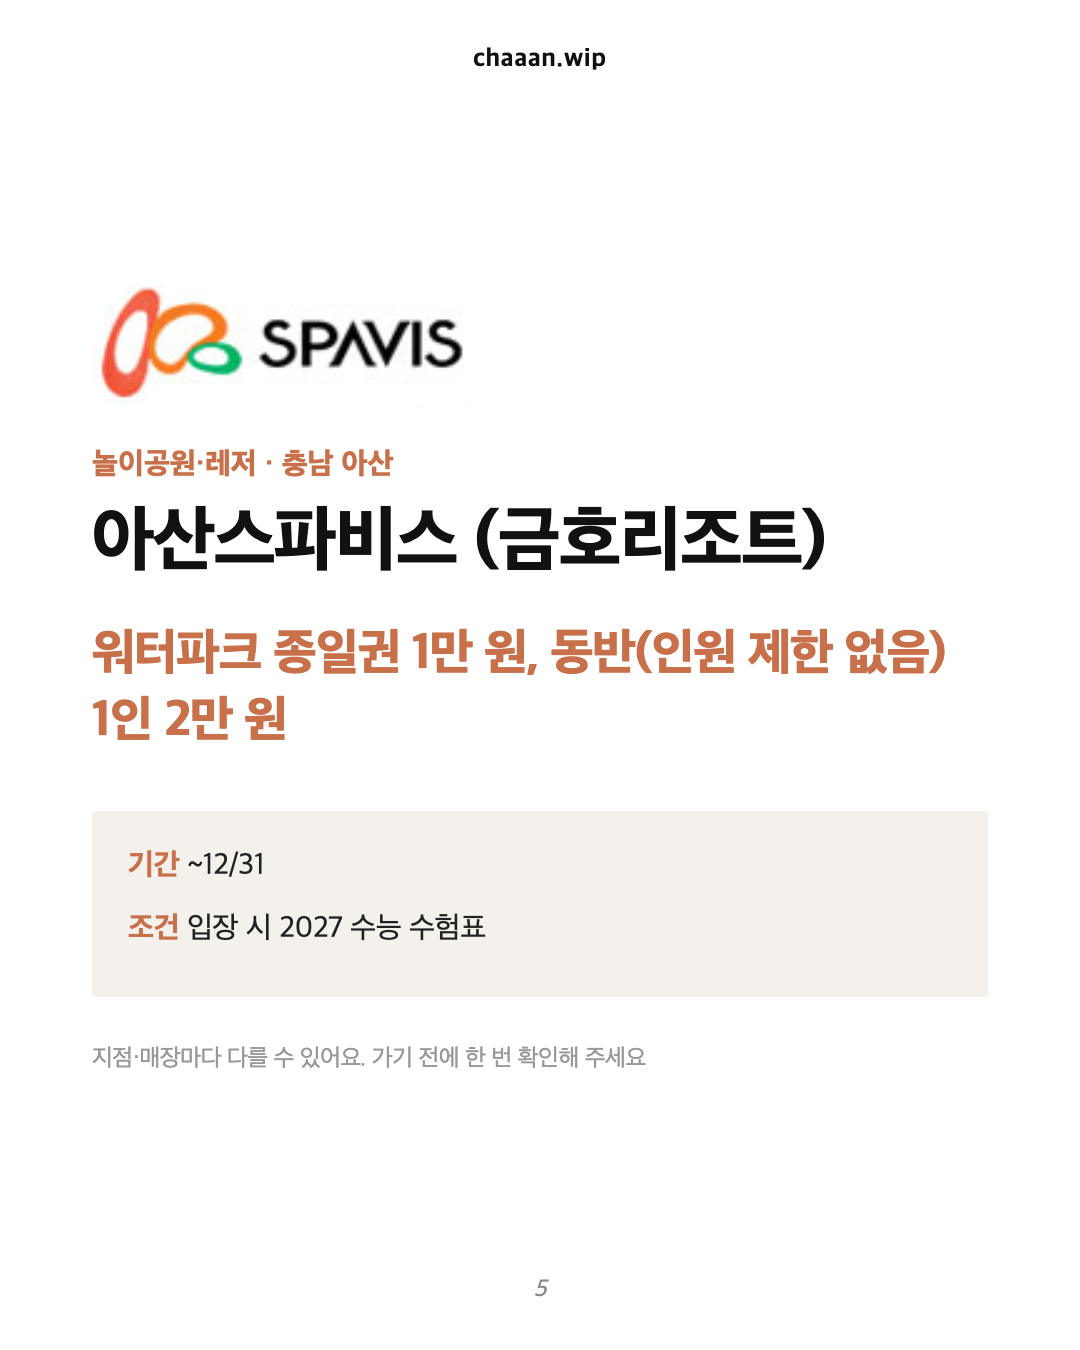 chaaan.wip
SPAVIS
놀이공원·레저 · 충남 아산
아산스파비스 (금호리조트)
워터파크 종일권 1만 원, 동반(인원 제한 없음)
1인 2만 원
기간 ~12/31
조건 입장 시 2027 수능 수험표
지점·매장마다 다를 수 있어요. 가기 전에 한 번 확인해 주세요
5